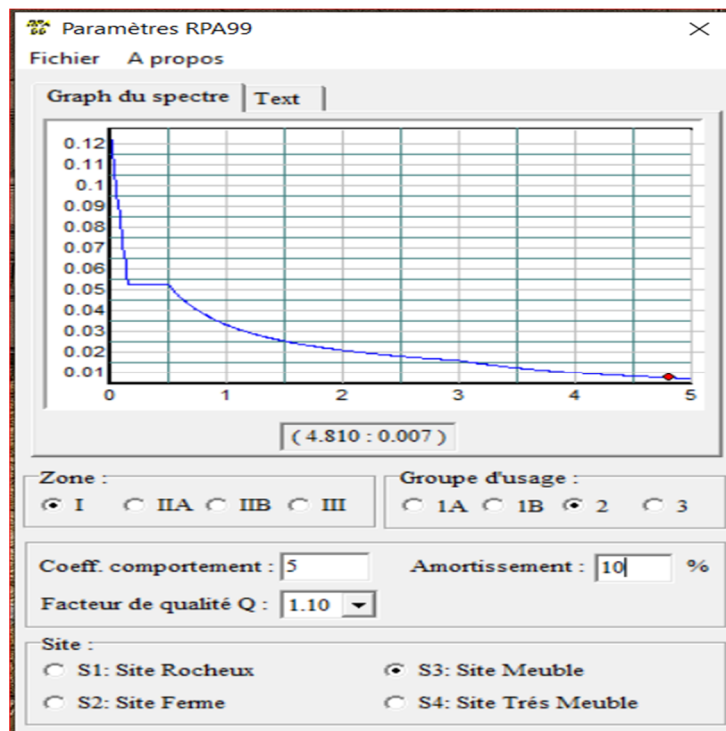 Paramètres RPA99
Fichier A propos
Graph du spectre Text
0.12
0.11
0.1
0.09
0.08
0.07
0.06
0.05
0.04
0.03
0.02
0.01
0 1 2 3 4 5
( 4.810 : 0.007 )
Zone :
I IIA IIB III
Groupe d'usage :
1A 1B 2 3
Coeff. comportement : 5 Amortissement : 10 %
Facteur de qualité Q : 1.10
Site :
S1: Site Rocheux S3: Site Meuble
S2: Site Ferme S4: Site Trés Meuble